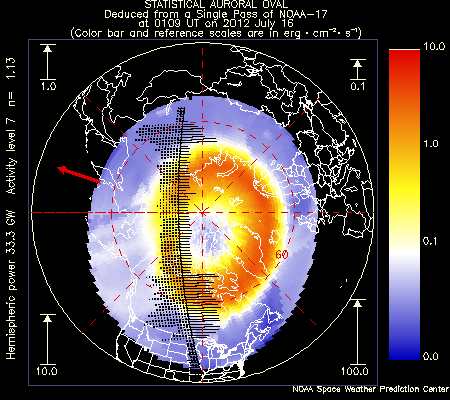 STATISTICAL AURORAL OVAL
Deduced from a Single Pass of NOAA-17
at 0109 UT on 2012 July 16
(Color bar and reference scales are in erg · cm⁻² · s⁻¹)
10.0
1.0
0.1
1.0
0.1
0.0
60
10.0
100.0
Hemispheric power 33.3 GW Activity level 7 n= 1.13
NOAA Space Weather Prediction Center